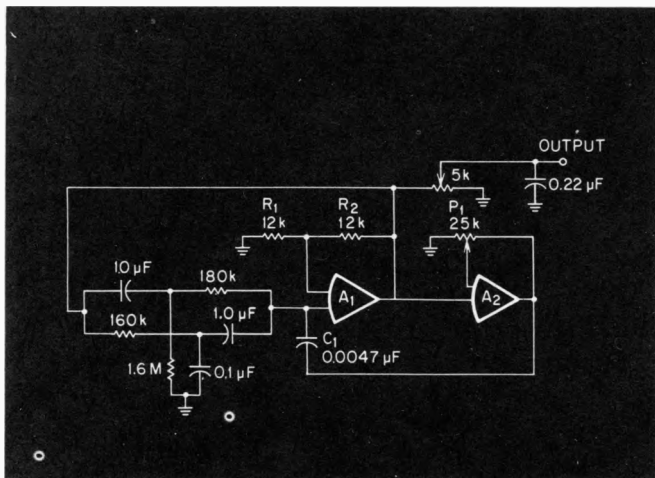 OUTPUT
5k
0.22 µF
R1
12k
R2
12k
P1
25k
1.0 µF
180k
A1
A2
160k
1.0 µF
C1
0.0047 µF
1.6 M
0.1 µF